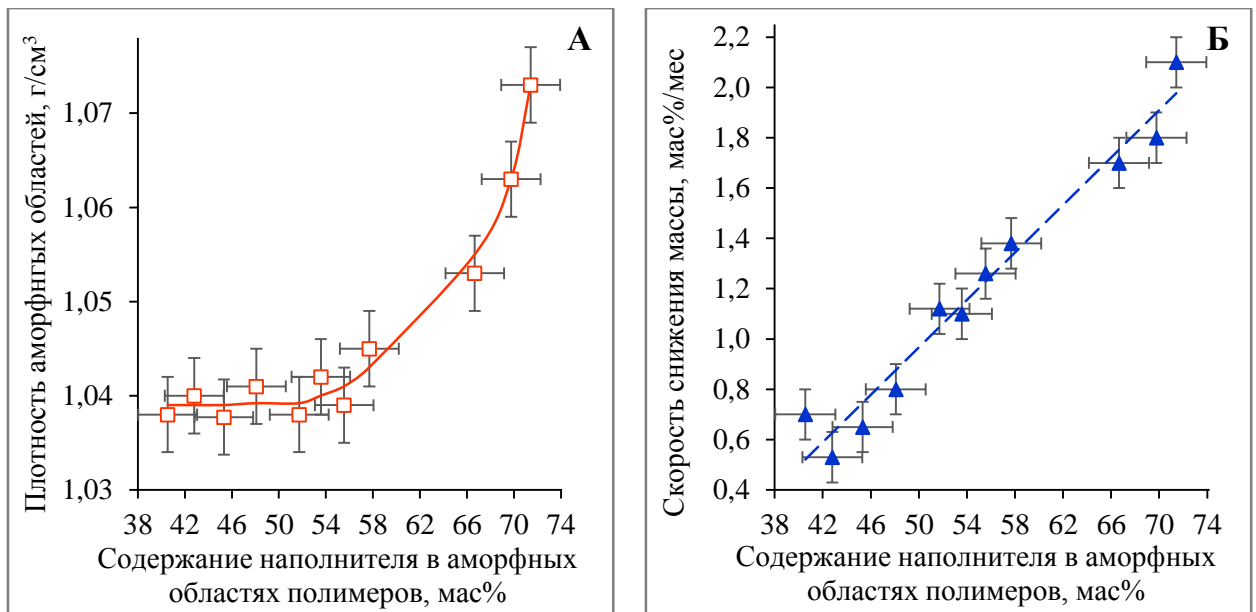 А
Плотность аморфнгых областей, г/см³
1,07
1,06
1,05
1,04
1,03
38 42 46 50 54 58 62 66 70 74
Содержание наполнителя в аморфных
областях полимеров, мас%
Б
Скорость снижения массы, мас%/мес
2,2
2,0
1,8
1,6
1,4
1,2
1,0
0,8
0,6
0,4
38 42 46 50 54 58 62 66 70 74
Содержание наполнителя в аморфных
областях полимеров, мас%